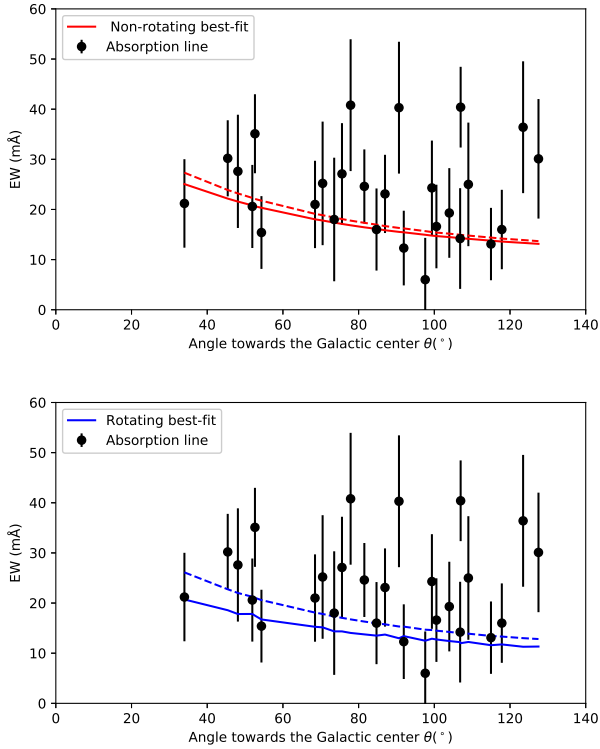 60
50
40
30
20
10
0
EW (mÅ)
Non-rotating best-fit
Absorption line
0 20 40 60 80 100 120 140
Angle towards the Galactic center θ(°)
60
50
40
30
20
10
0
EW (mÅ)
Rotating best-fit
Absorption line
0 20 40 60 80 100 120 140
Angle towards the Galactic center θ(°)